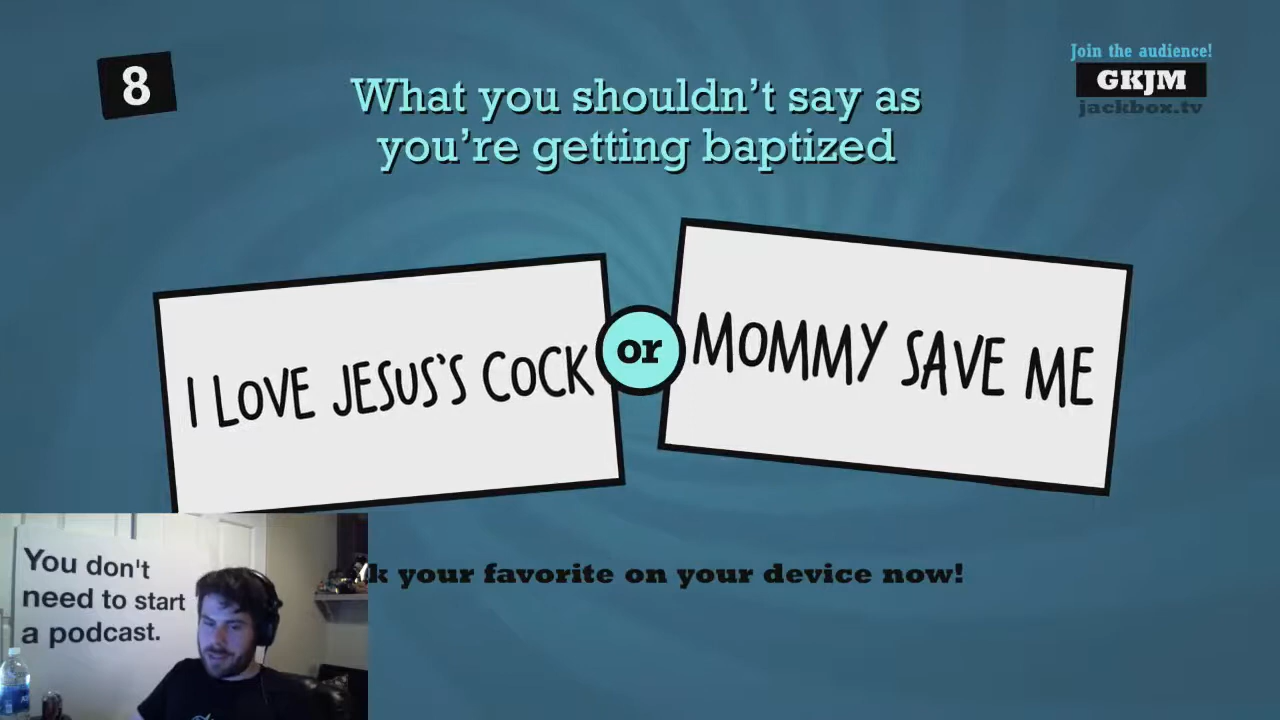 8
What you shouldn't say as
you're getting baptized
Join the audience!
GKJM
jackbox.tv
I LOVE JESUS'S COCK
or
MOMMY SAVE ME
your favorite on your device now!
You don't
need to start
a podcast.